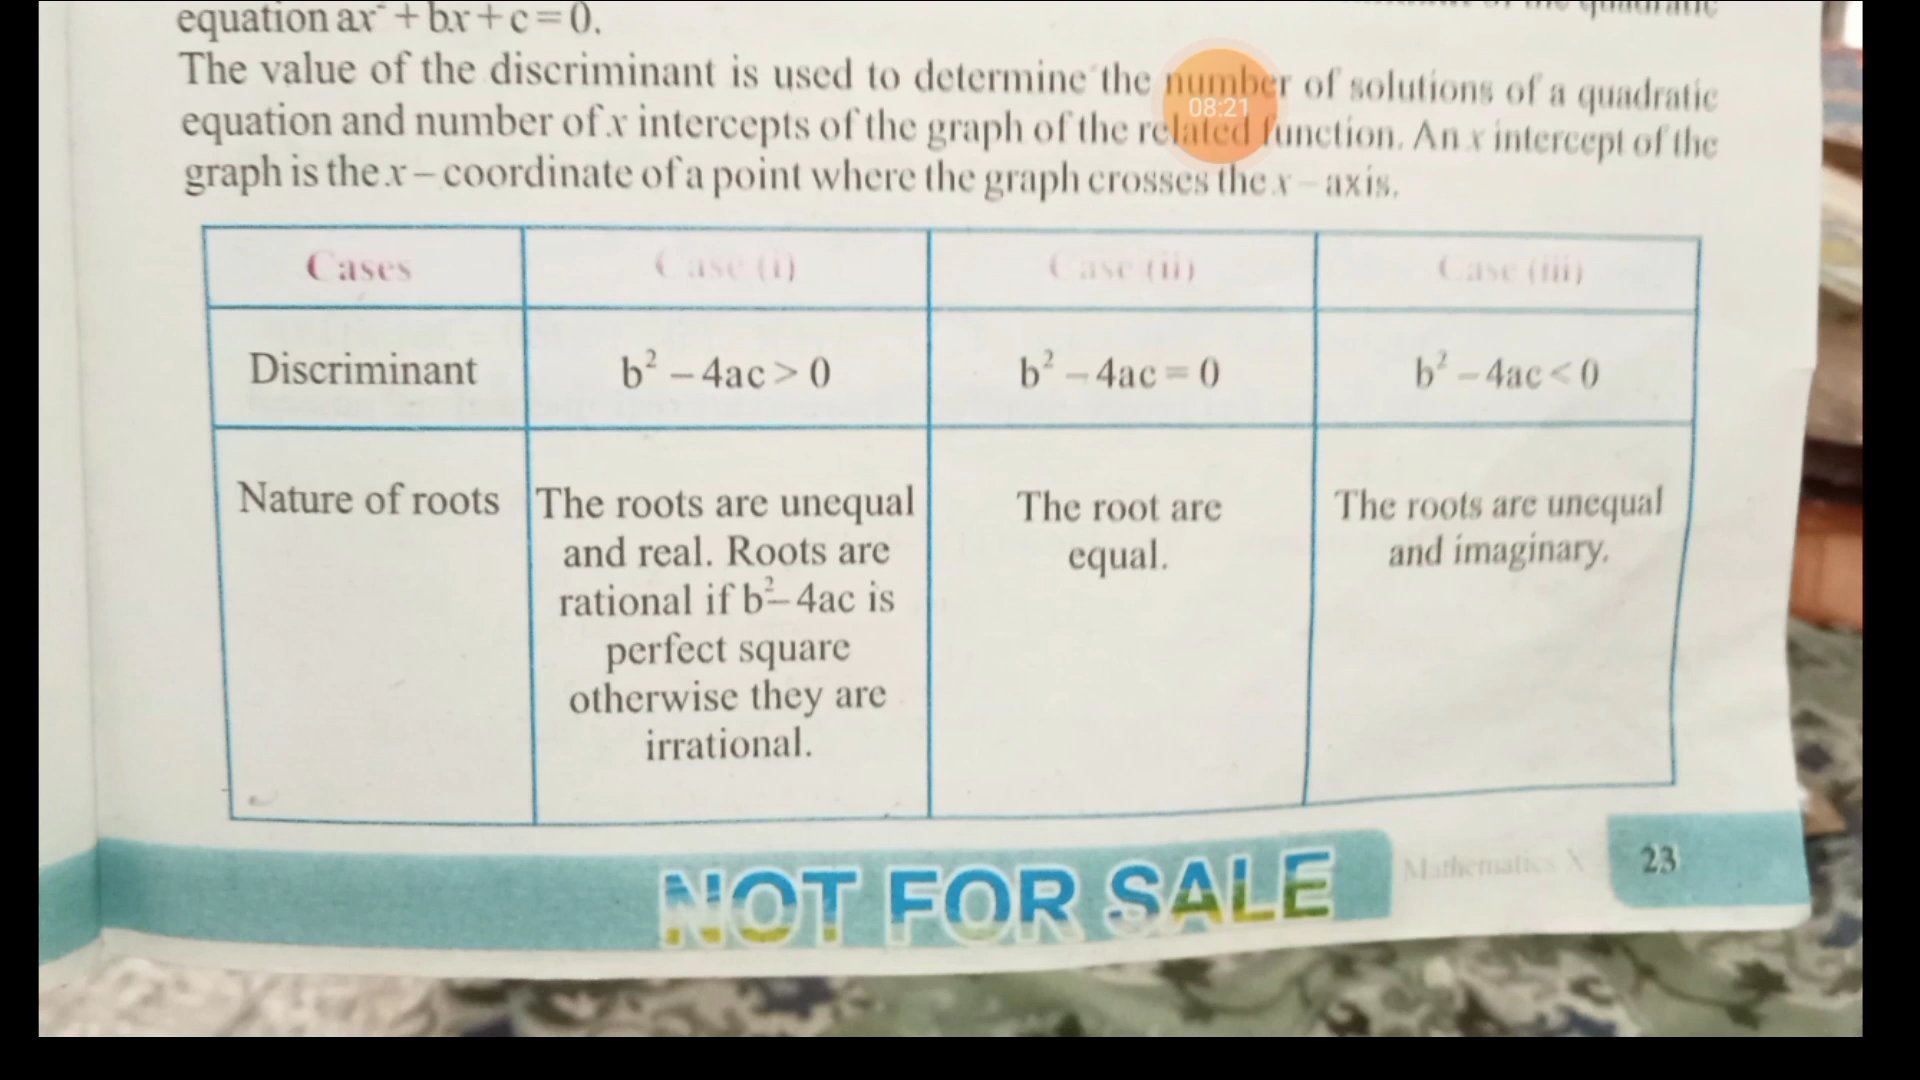 equation ax² + bx + c = 0.
The value of the discriminant is used to determine the number of solutions of a quadratic
equation and number of x intercepts of the graph of the related function. An x intercept of the
graph is the x – coordinate of a point where the graph crosses the x – axis.
08:21
Cases Case (i) Case (ii) Case (iii)
Discriminant b² – 4ac > 0 b² – 4ac = 0 b² – 4ac < 0
Nature of roots The roots are unequal The root are The roots are unequal
and real. Roots are equal. and imaginary.
rational if b² – 4ac is
perfect square
otherwise they are
irrational.
NOT FOR SALE Mathematics X 23